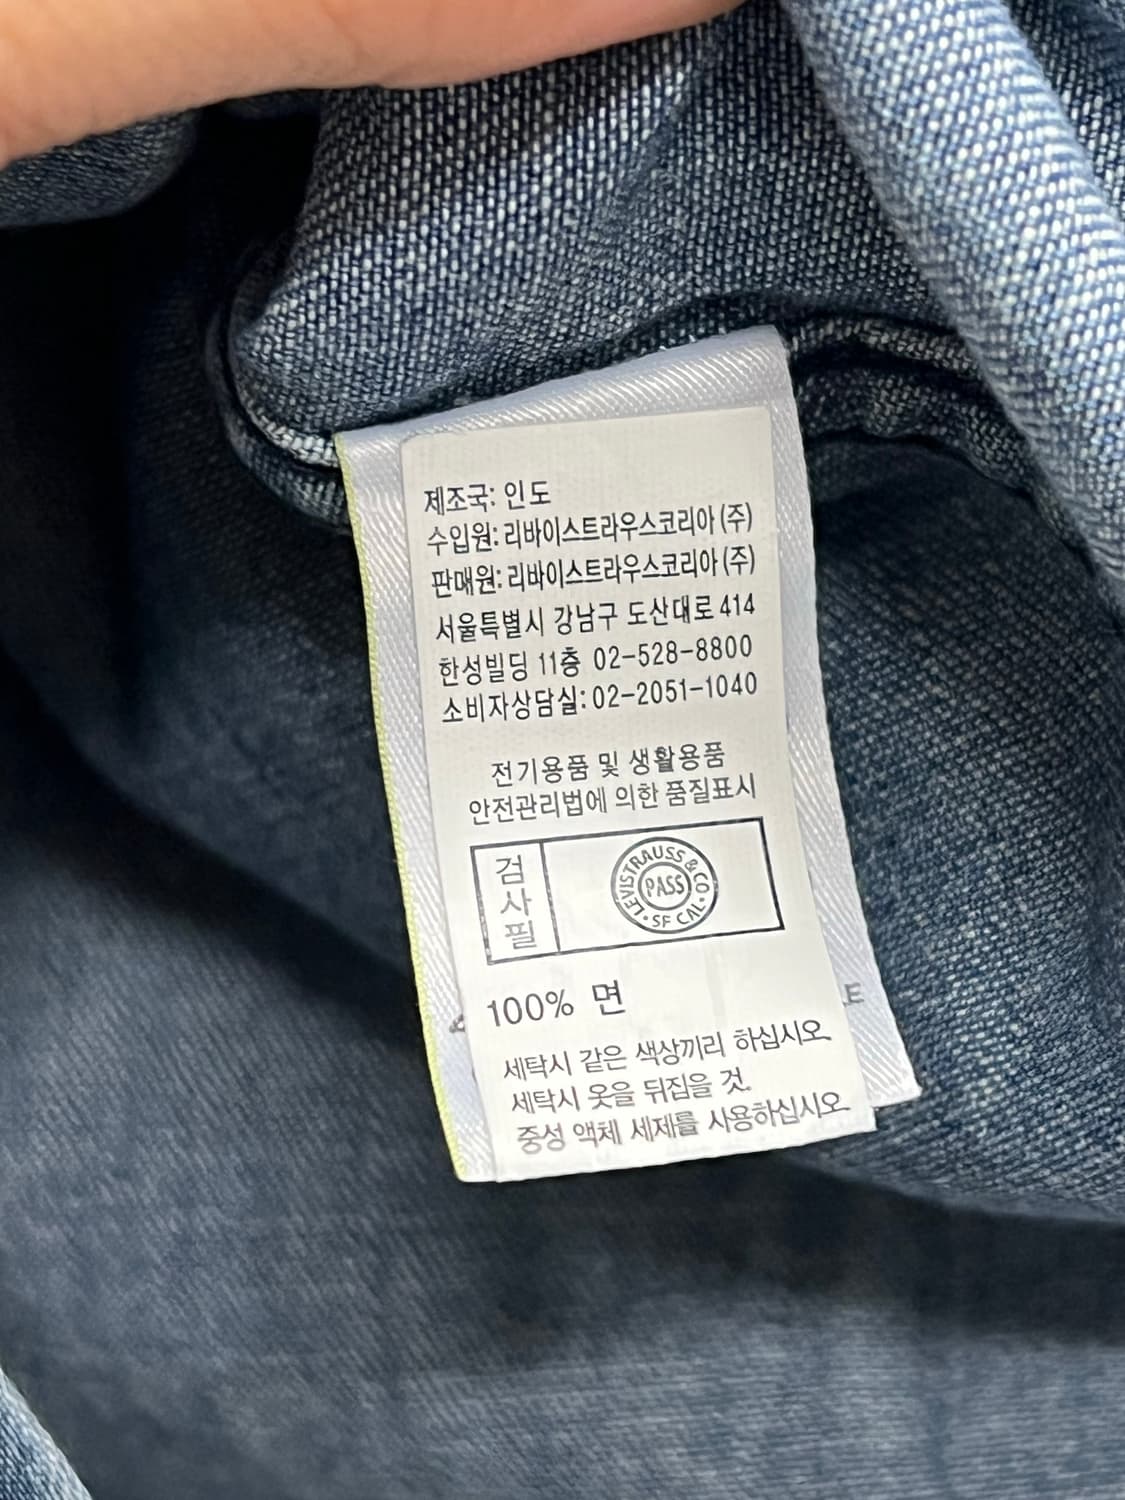 제조국: 인도
수입원: 리바이스트라우스코리아 (주)
판매원: 리바이스트라우스코리아 (주)
서울특별시 강남구 도산대로 414
한성빌딩 11층 02-528-8800
소비자상담실: 02-2051-1040
전기용품 및 생활용품
안전관리법에 의한 품질표시
검사필
LEVI STRAUSS & CO.
PASS
• SF CAL •
100% 면
세탁시 같은 색상끼리 하십시오.
세탁시 옷을 뒤집을 것.
중성 액체 세제를 사용하십시오.